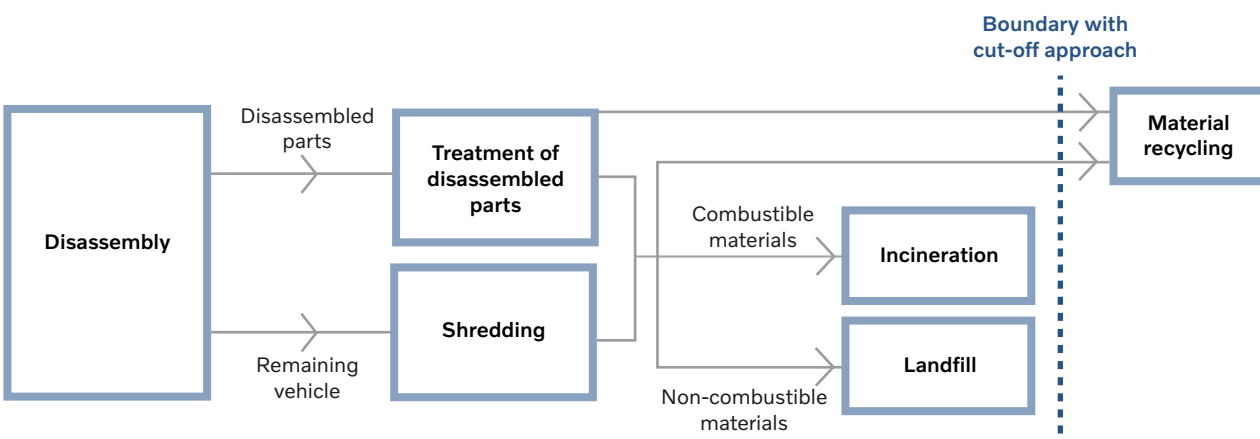 Boundary with
cut-off approach
Disassembled
parts
Material
recycling
Treatment of
disassembled
parts
Disassembly
Combustible
materials
Incineration
Shredding
Remaining
vehicle
Landfill
Non-combustible
materials